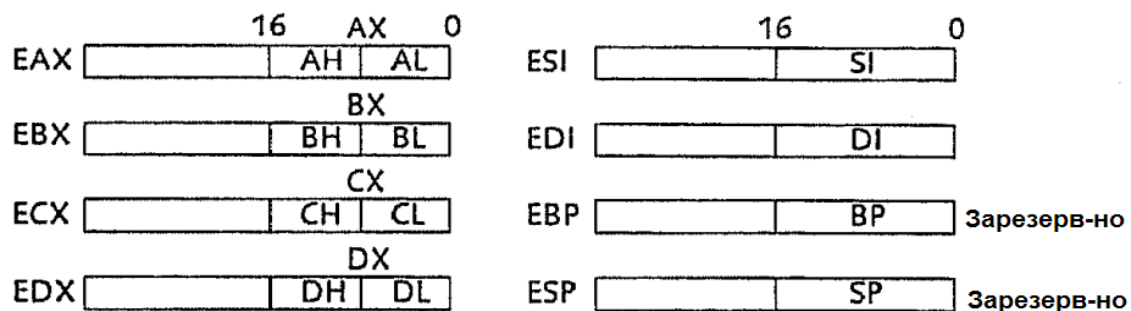 16 AX 0
EAX AH AL
BX
EBX BH BL
CX
ECX CH CL
DX
EDX DH DL
16 0
ESI SI
EDI DI
EBP BP Зарезерв-но
ESP SP Зарезерв-но